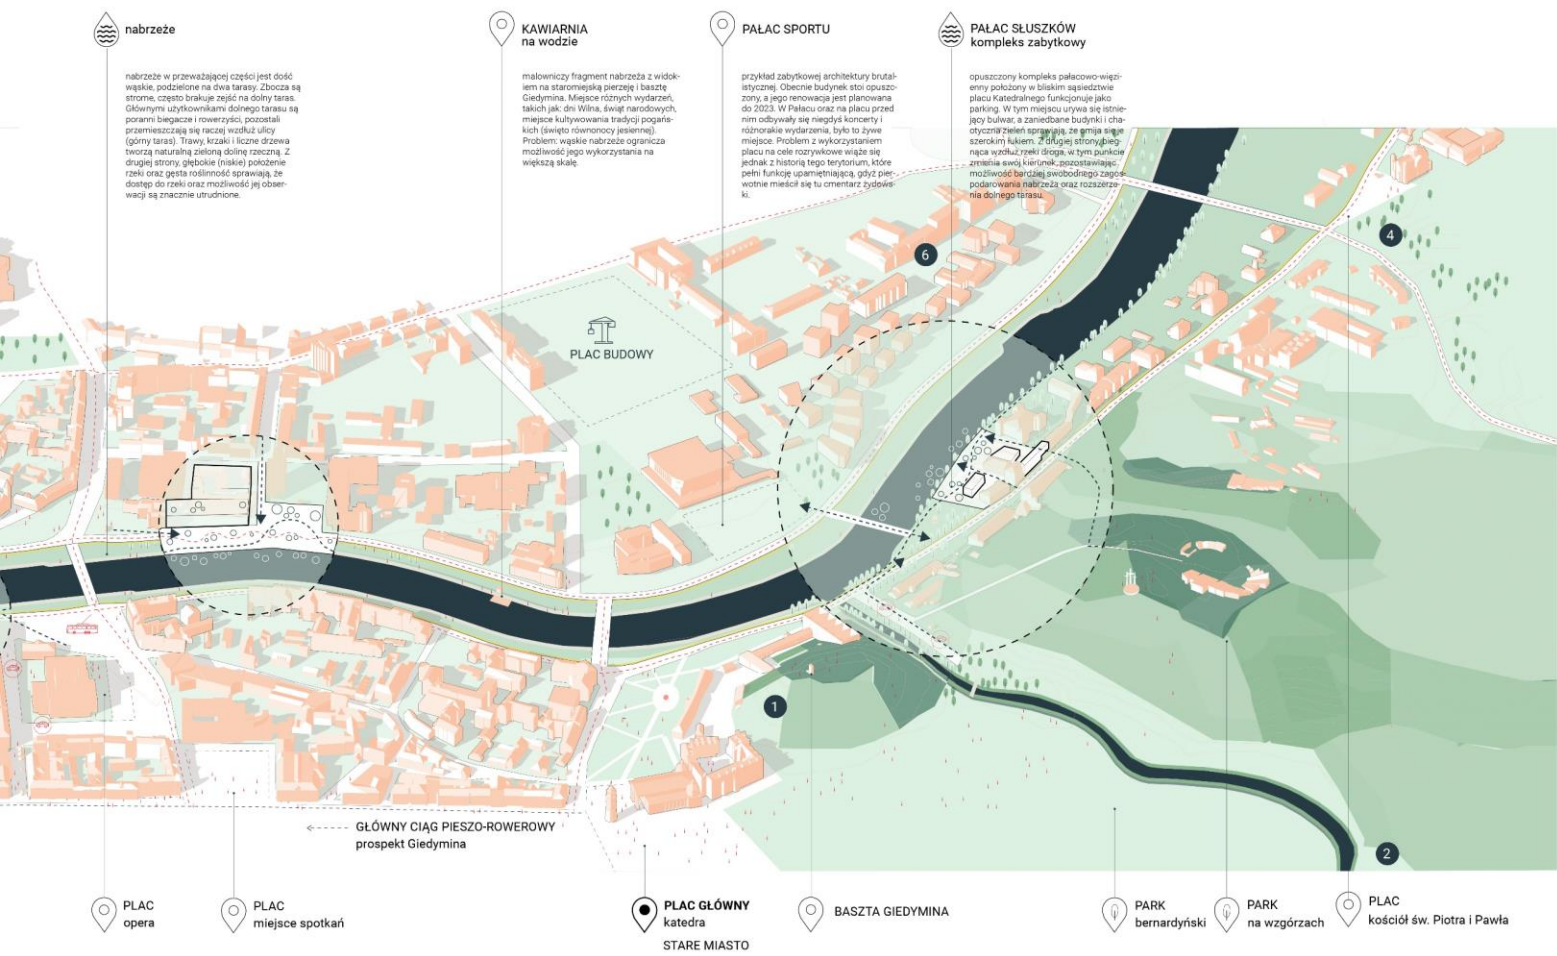 nabrzeże
nabrzeże w przeważającej części jest dość
wąskie, podzielone na dwa tarasy. Zbocza są
strome, często brakuje zejść na dolny taras.
Głównymi użytkownikami dolnego tarasu są
poranni biegacze i rowerzyści, pozostali
przemieszczają się raczej wzdłuż ulicy
(górny taras). Trawy, krzaki i liczne drzewa
tworzą naturalną zieloną dolinę rzeczną. Z
drugiej strony, głębokie (niskie) położenie
rzeki oraz gęsta roślinność sprawiają, że
dostęp do rzeki oraz możliwość jej obser-
wacji są znacznie utrudnione.
KAWIARNIA
na wodzie
malowniczy fragment nabrzeża z widok-
iem na staromiejską pierzeję i basztę
Giedymina. Miejsce różnych wydarzeń,
takich jak: dni Wilna, świąt narodowych,
miejsce kultywowania tradycji pogańs-
kich (święto równonocy jesiennej).
Problem: wąskie nabrzeże ogranicza
możliwość jego wykorzystania na
większą skalę.
PAŁAC SPORTU
przykład zabytkowej architektury brutal-
istycznej. Obecnie budynek stoi opuszc-
zony, a jego renowacja jest planowana
do 2023. W Pałacu oraz na placu przed
nim odbywały się niegdyś koncerty i
różnorakie wydarzenia, było to żywe
miejsce. Problem z wykorzystaniem
placu na cele rozrywkowe wiąże się
jednak z historią tego terytorium, które
pełni funkcję upamiętniającą, gdyż pier-
wotnie mieścił się tu cmentarz żydows-
ki.
PAŁAC SŁUSZKÓW
kompleks zabytkowy
opuszczony kompleks pałacowo-więzi-
enny położony w bliskim sąsiedztwie
placu Katedralnego funkcjonuje jako
parking. W tym miejscu urywa się istnie-
jący bulwar, a zaniedbane budynki i cha-
otyczna zieleń sprawiają, że omija się je
szerokim łukiem. Z drugiej strony, bieg-
nąca wzdłuż rzeki droga, w tym punkcie
zmienia swój kierunek, pozostawiając
możliwość bardziej swobodnego zagos-
podarowania nabrzeża oraz rozszerze-
nia dolnego tarasu.
6
4
PLAC BUDOWY
1
2
GŁÓWNY CIĄG PIESZO-ROWEROWY
prospekt Giedymina
PLAC
opera
PLAC
miejsce spotkań
PLAC GŁÓWNY
katedra
STARE MIASTO
BASZTA GIEDYMINA
PARK
bernardyński
PARK
na wzgórzach
PLAC
kościół św. Piotra i Pawła